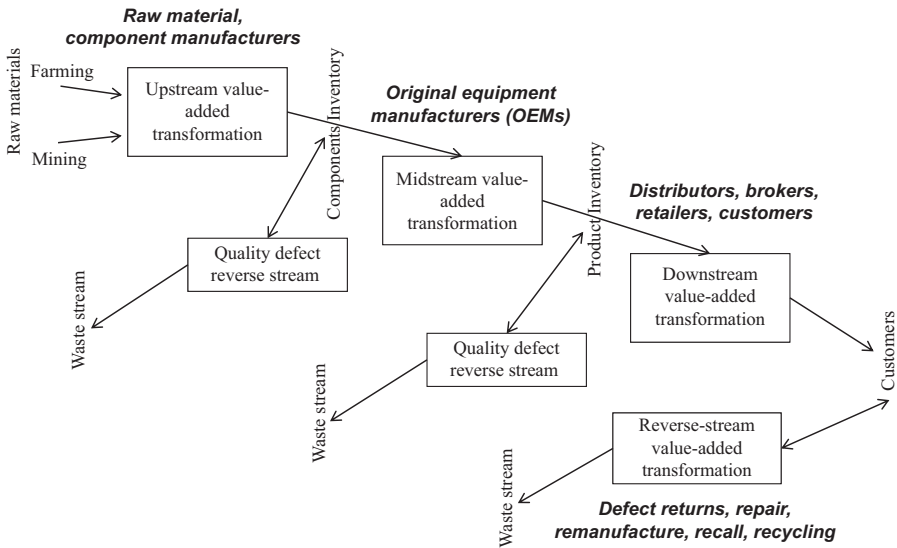 Raw material,
component manufacturers
Raw materials
Farming
Mining
Upstream value-
added
transformation
Components Inventory
Original equipment
manufacturers (OEMs)
Midstream value-
added
transformation
Product Inventory
Distributors, brokers,
retailers, customers
Quality defect
reverse stream
Waste stream
Downstream
value-added
transformation
Quality defect
reverse stream
Waste stream
Customers
Reverse-stream
value-added
transformation
Waste stream
Defect returns, repair,
remanufacture, recall, recycling